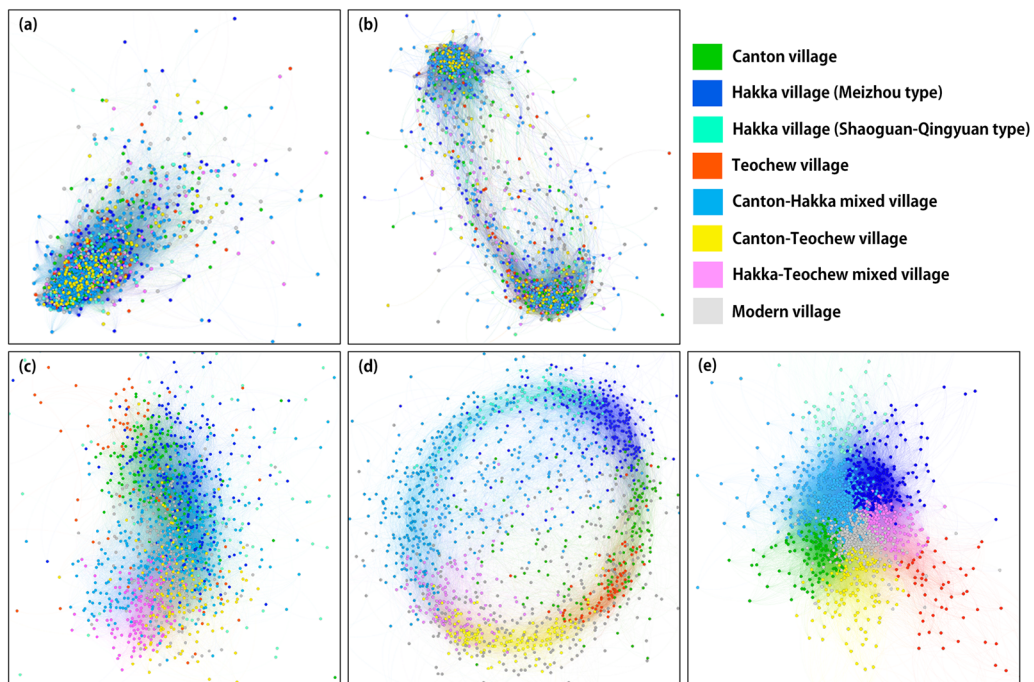 (a)
(b)
Canton village
Hakka village (Meizhou type)
Hakka village (Shaoguan-Qingyuan type)
Teochew village
Canton-Hakka mixed village
Canton-Teochew village
Hakka-Teochew mixed village
Modern village
(c)
(d)
(e)